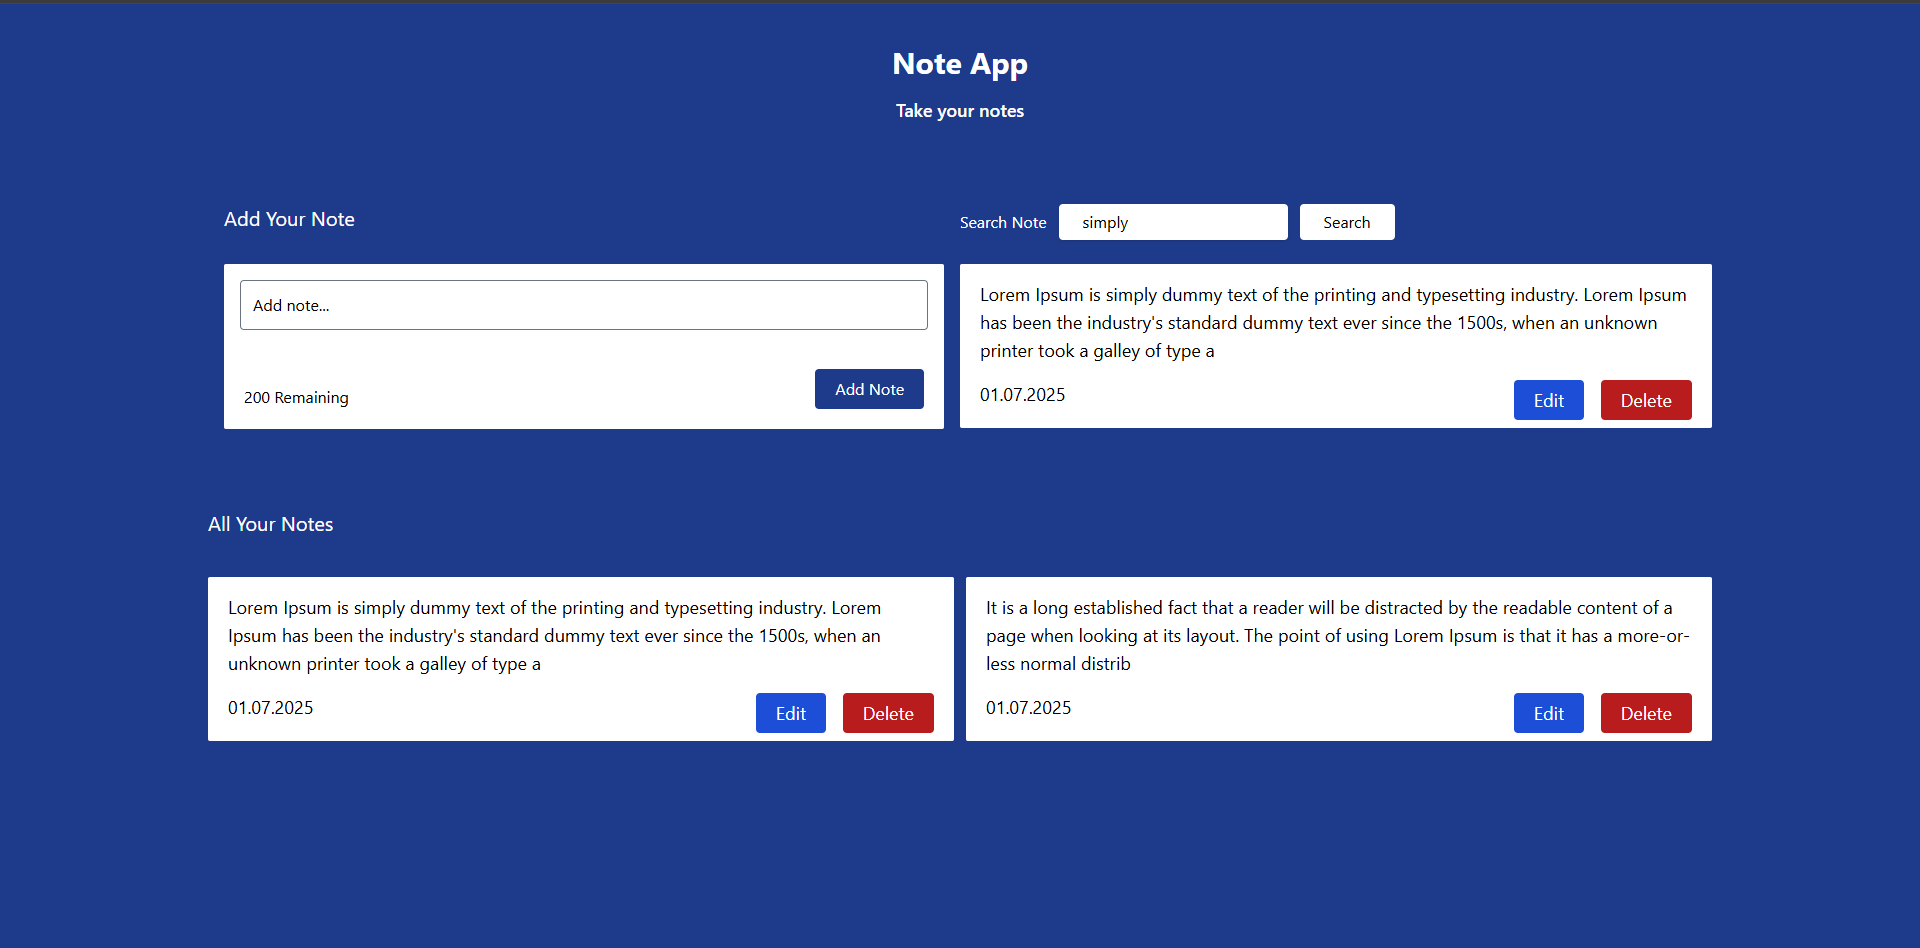 Note App
Take your notes
Add Your Note
Add note...
200 Remaining
Add Note
Search Note
simply
Search
Lorem Ipsum is simply dummy text of the printing and typesetting industry. Lorem Ipsum
has been the industry's standard dummy text ever since the 1500s, when an unknown
printer took a galley of type a
01.07.2025
Edit
Delete
All Your Notes
Lorem Ipsum is simply dummy text of the printing and typesetting industry. Lorem
Ipsum has been the industry's standard dummy text ever since the 1500s, when an
unknown printer took a galley of type a
01.07.2025
Edit
Delete
It is a long established fact that a reader will be distracted by the readable content of a
page when looking at its layout. The point of using Lorem Ipsum is that it has a more-or-
less normal distrib
01.07.2025
Edit
Delete